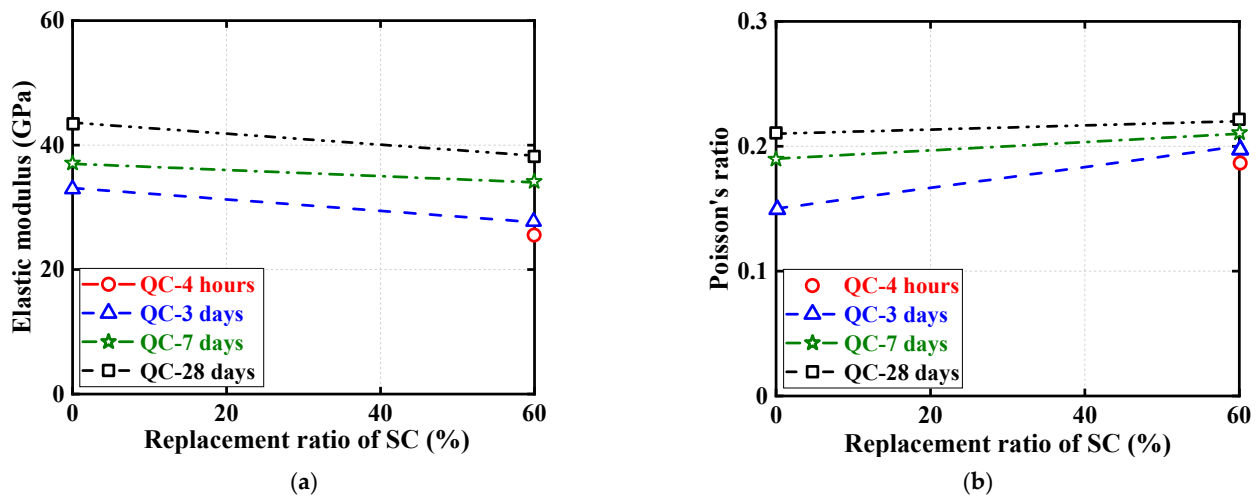 60
40
20
0
Elastic modulus (GPa)
QC-4 hours
QC-3 days
QC-7 days
QC-28 days
0 20 40 60
Replacement ratio of SC (%)
(a)
0.3
0.2
0.1
0
Poisson's ratio
QC-4 hours
QC-3 days
QC-7 days
QC-28 days
0 20 40 60
Replacement ratio of SC (%)
(b)